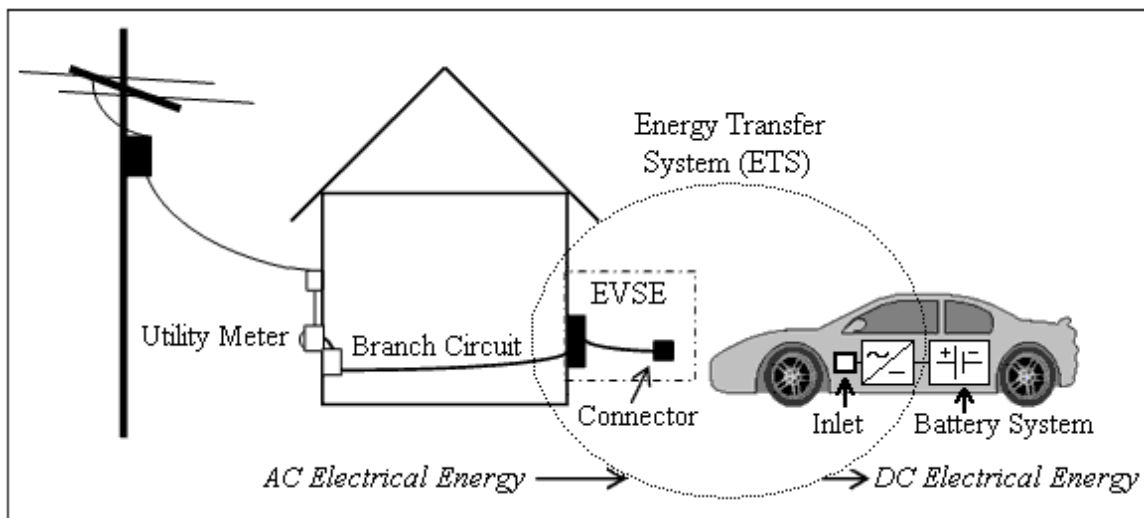 Energy Transfer
System (ETS)
EVSE
Utility Meter
Branch Circuit
Connector
Inlet
Battery System
AC Electrical Energy
DC Electrical Energy